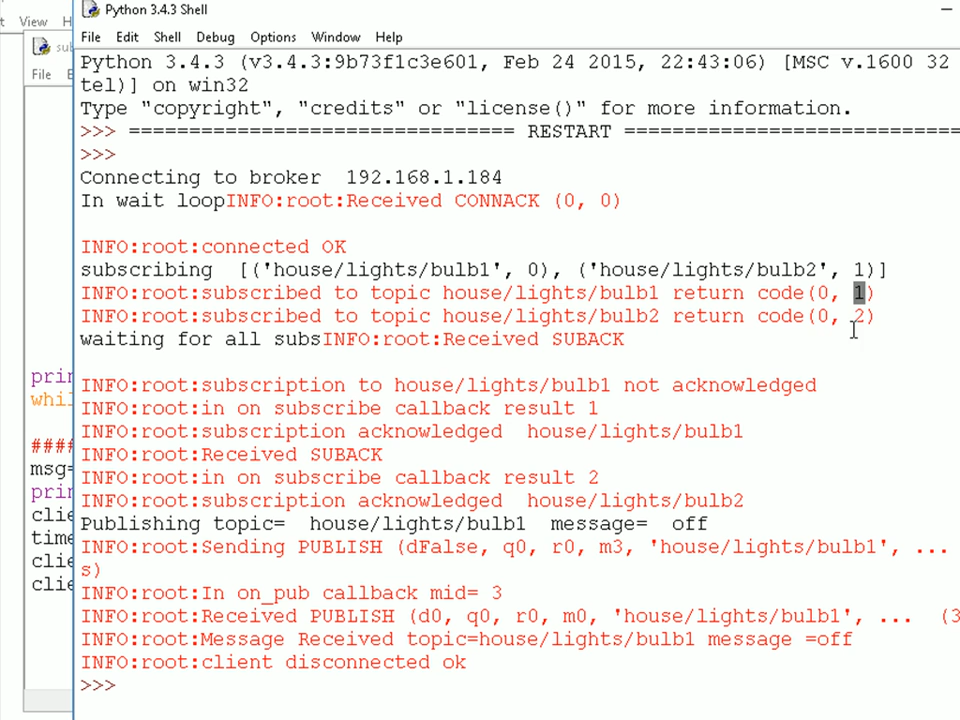 Python 3.4.3 Shell
View
File Edit Shell Debug Options Window Help
File
Python 3.4.3 (v3.4.3:9b73f1c3e601, Feb 24 2015, 22:43:06) [MSC v.1600 32
tel)] on win32
Type "copyright", "credits" or "license()" for more information.
>>> ================================ RESTART =============================
>>>
Connecting to broker  192.168.1.184
In wait loopINFO:root:Received CONNACK (0, 0)
INFO:root:connected OK
subscribing  [('house/lights/bulb1', 0), ('house/lights/bulb2', 1)]
INFO:root:subscribed to topic house/lights/bulb1 return code(0, 1)
INFO:root:subscribed to topic house/lights/bulb2 return code(0, 2)
waiting for all subsINFO:root:Received SUBACK
INFO:root:subscription to house/lights/bulb1 not acknowledged
INFO:root:in on subscribe callback result 1
INFO:root:subscription acknowledged  house/lights/bulb1
INFO:root:Received SUBACK
INFO:root:in on subscribe callback result 2
INFO:root:subscription acknowledged  house/lights/bulb2
Publishing topic=  house/lights/bulb1  message=  off
INFO:root:Sending PUBLISH (dFalse, q0, r0, m3, 'house/lights/bulb1', ...
s)
INFO:root:In on_pub callback mid= 3
INFO:root:Received PUBLISH (d0, q0, r0, m0, 'house/lights/bulb1', ...  (3
INFO:root:Message Received topic=house/lights/bulb1 message =off
INFO:root:client disconnected ok
>>>
prin
whil
####
msg=
prin
clie
time
clie
clie